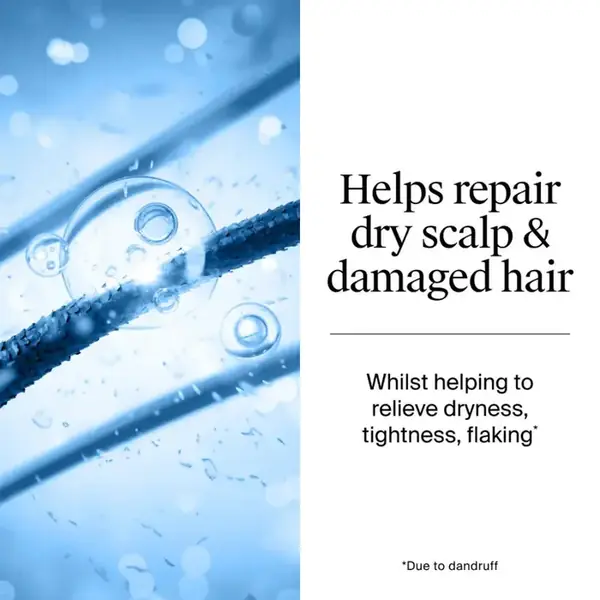 Helps repair
dry scalp &
damaged hair
Whilst helping to
relieve dryness,
tightness, flaking*
*Due to dandruff